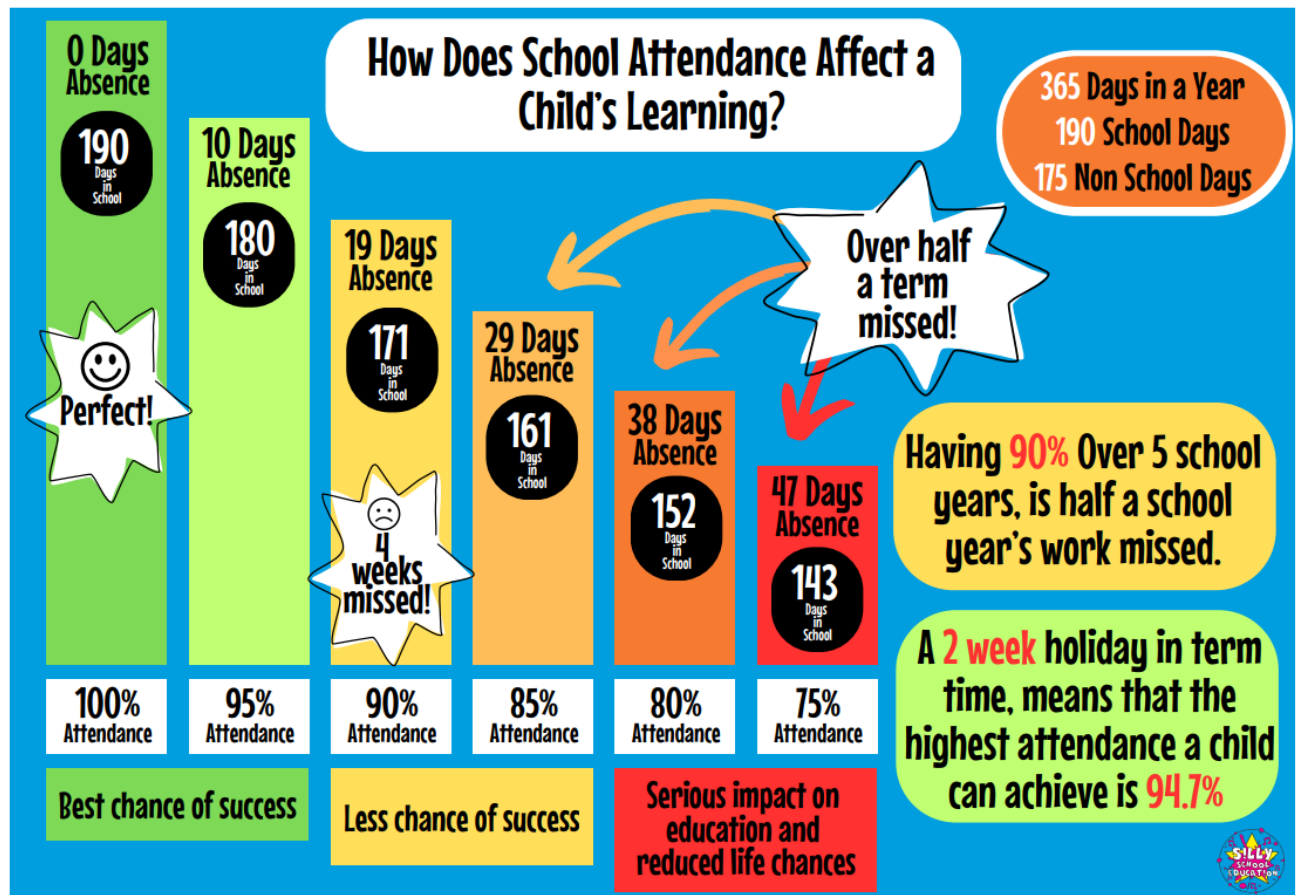 How Does School Attendance Affect a
Child's Learning?
365 Days in a Year
190 School Days
175 Non School Days
0 Days
Absence
190
Days
in
School
Perfect!
100%
Attendance
10 Days
Absence
180
Days
in
School
95%
Attendance
19 Days
Absence
171
Days
in
School
4
weeks
missed!
90%
Attendance
29 Days
Absence
161
Days
in
School
85%
Attendance
38 Days
Absence
152
Days
in
School
80%
Attendance
47 Days
Absence
143
Days
in
School
75%
Attendance
Over half
a term
missed!
Best chance of success
Less chance of success
Serious impact on
education and
reduced life chances
Having 90% Over 5 school
years, is half a school
year's work missed.
A 2 week holiday in term
time, means that the
highest attendance a child
can achieve is 94.7%
SILLY
SCHOOL
EDUCATION